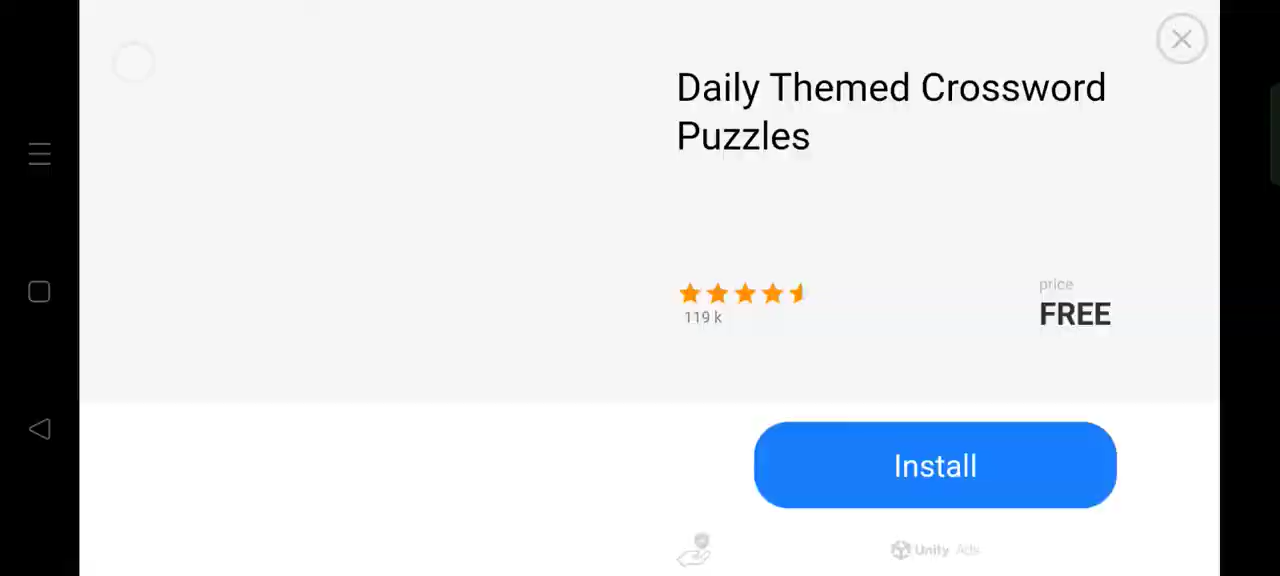 Daily Themed Crossword
Puzzles
119 k
price
FREE
Install
Unity Ads